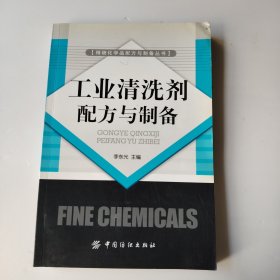 【精细化学品配方与制备丛书】
工业清洗剂
配方与制备
GONGYE QINGXIJI
PEIFANG YU ZHIBEI
李东光 主编
FINE CHEMICALS
中国纺织出版社